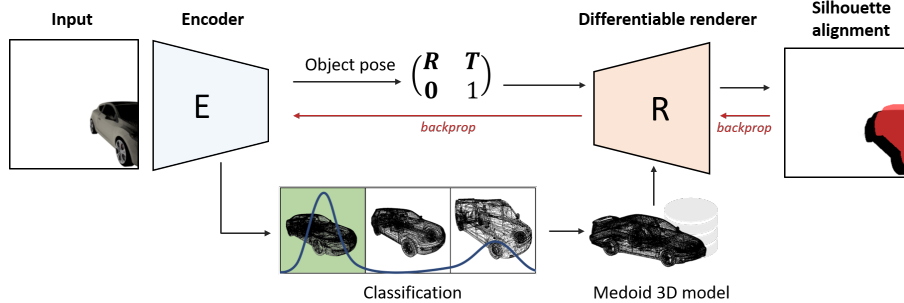 Input
Encoder
Differentiable renderer
Silhouette
alignment
Object pose
R T
0 1
E
R
backprop
backprop
Classification
Medoid 3D model